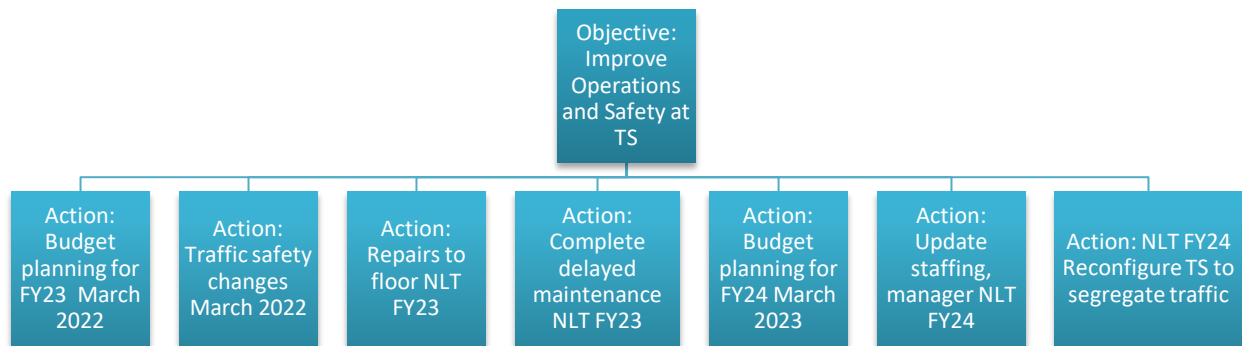 Objective:
Improve
Operations
and Safety at
TS
Action:
Budget
planning for
FY23 March
2022
Action:
Traffic safety
changes
March 2022
Action:
Repairs to
floor NLT
FY23
Action:
Complete
delayed
maintenance
NLT FY23
Action:
Budget
planning for
FY24 March
2023
Action:
Update
staffing,
manager NLT
FY24
Action: NLT FY24
Reconfigure TS to
segregate traffic